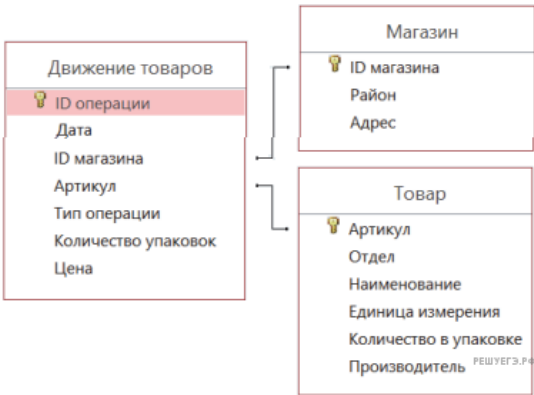 Движение товаров
ID операции
Дата
ID магазина
Артикул
Тип операции
Количество упаковок
Цена
Магазин
ID магазина
Район
Адрес
Товар
Артикул
Отдел
Наименование
Единица измерения
Количество в упаковке
Производитель
РЕШУЕГЭ.РФ